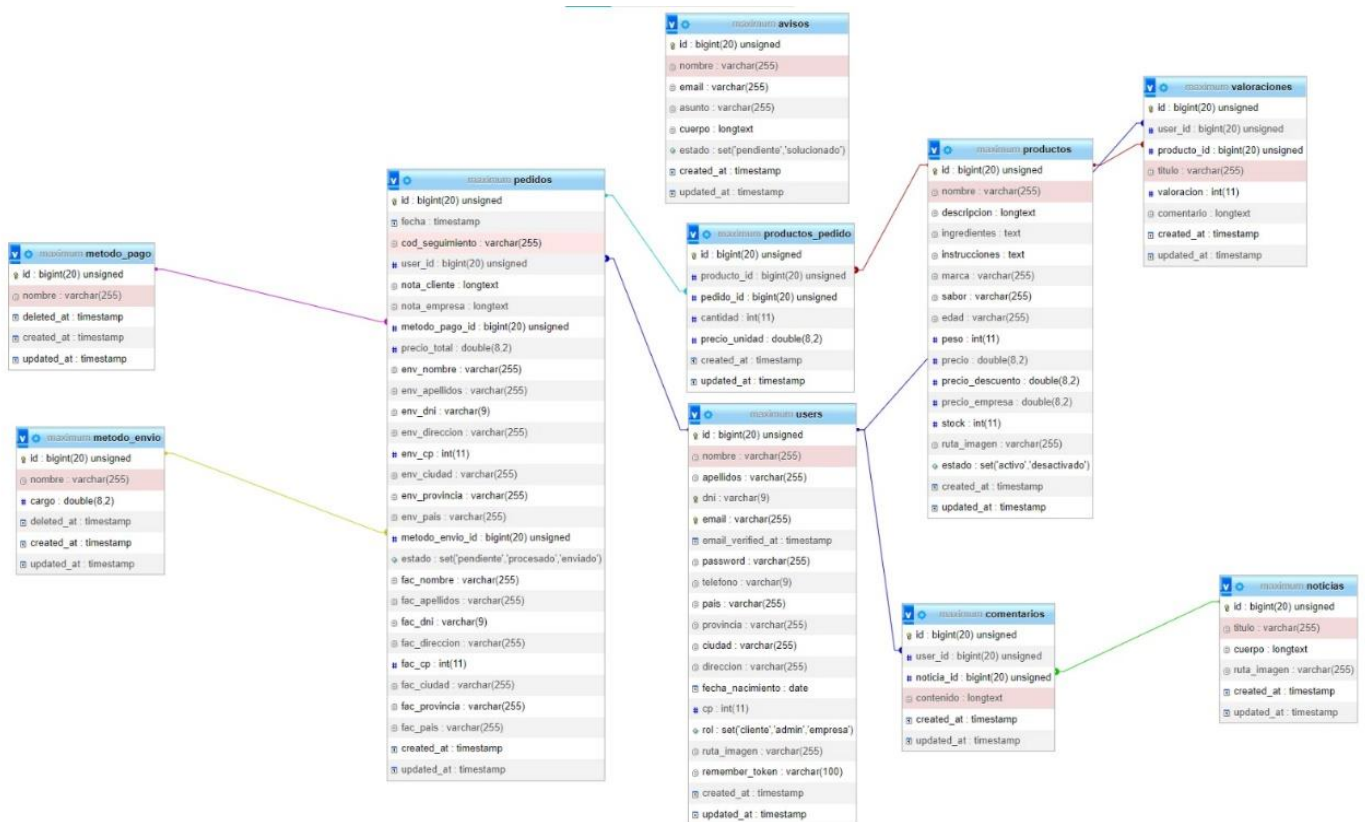 maximum avisos
id : bigint(20) unsigned
nombre : varchar(255)
email : varchar(255)
asunto : varchar(255)
cuerpo : longtext
estado : set('pendiente','solucionado')
created_at : timestamp
updated_at : timestamp
maximum valoraciones
id : bigint(20) unsigned
user_id : bigint(20) unsigned
producto_id : bigint(20) unsigned
titulo : varchar(255)
valoracion : int(11)
comentario : longtext
created_at : timestamp
updated_at : timestamp
maximum productos
id : bigint(20) unsigned
nombre : varchar(255)
descripcion : longtext
ingredientes : text
instrucciones : text
marca : varchar(255)
sabor : varchar(255)
edad : varchar(255)
peso : int(11)
precio : double(8,2)
precio_descuento : double(8,2)
precio_empresa : double(8,2)
stock : int(11)
ruta_imagen : varchar(255)
estado : set('activo','desactivado')
created_at : timestamp
updated_at : timestamp
maximum pedidos
id : bigint(20) unsigned
fecha : timestamp
cod_seguimiento : varchar(255)
user_id : bigint(20) unsigned
nota_cliente : longtext
nota_empresa : longtext
metodo_pago_id : bigint(20) unsigned
precio_total : double(8,2)
env_nombre : varchar(255)
env_apellidos : varchar(255)
env_dni : varchar(9)
env_direccion : varchar(255)
env_cp : int(11)
env_ciudad : varchar(255)
env_provincia : varchar(255)
env_pais : varchar(255)
metodo_envio_id : bigint(20) unsigned
estado : set('pendiente','procesado','enviado')
fac_nombre : varchar(255)
fac_apellidos : varchar(255)
fac_dni : varchar(9)
fac_direccion : varchar(255)
fac_cp : int(11)
fac_ciudad : varchar(255)
fac_provincia : varchar(255)
fac_pais : varchar(255)
created_at : timestamp
updated_at : timestamp
maximum productos_pedido
id : bigint(20) unsigned
producto_id : bigint(20) unsigned
pedido_id : bigint(20) unsigned
cantidad : int(11)
precio_unidad : double(8,2)
created_at : timestamp
updated_at : timestamp
maximum metodo_pago
id : bigint(20) unsigned
nombre : varchar(255)
deleted_at : timestamp
created_at : timestamp
updated_at : timestamp
maximum users
id : bigint(20) unsigned
nombre : varchar(255)
apellidos : varchar(255)
dni : varchar(9)
email : varchar(255)
email_verified_at : timestamp
password : varchar(255)
telefono : varchar(9)
pais : varchar(255)
provincia : varchar(255)
ciudad : varchar(255)
direccion : varchar(255)
fecha_nacimiento : date
cp : int(11)
rol : set('cliente','admin','empresa')
ruta_imagen : varchar(255)
remember_token : varchar(100)
created_at : timestamp
updated_at : timestamp
maximum metodo_envio
id : bigint(20) unsigned
nombre : varchar(255)
cargo : double(8,2)
deleted_at : timestamp
created_at : timestamp
updated_at : timestamp
maximum comentarios
id : bigint(20) unsigned
user_id : bigint(20) unsigned
noticia_id : bigint(20) unsigned
contenido : longtext
created_at : timestamp
updated_at : timestamp
maximum noticias
id : bigint(20) unsigned
titulo : varchar(255)
cuerpo : longtext
ruta_imagen : varchar(255)
created_at : timestamp
updated_at : timestamp